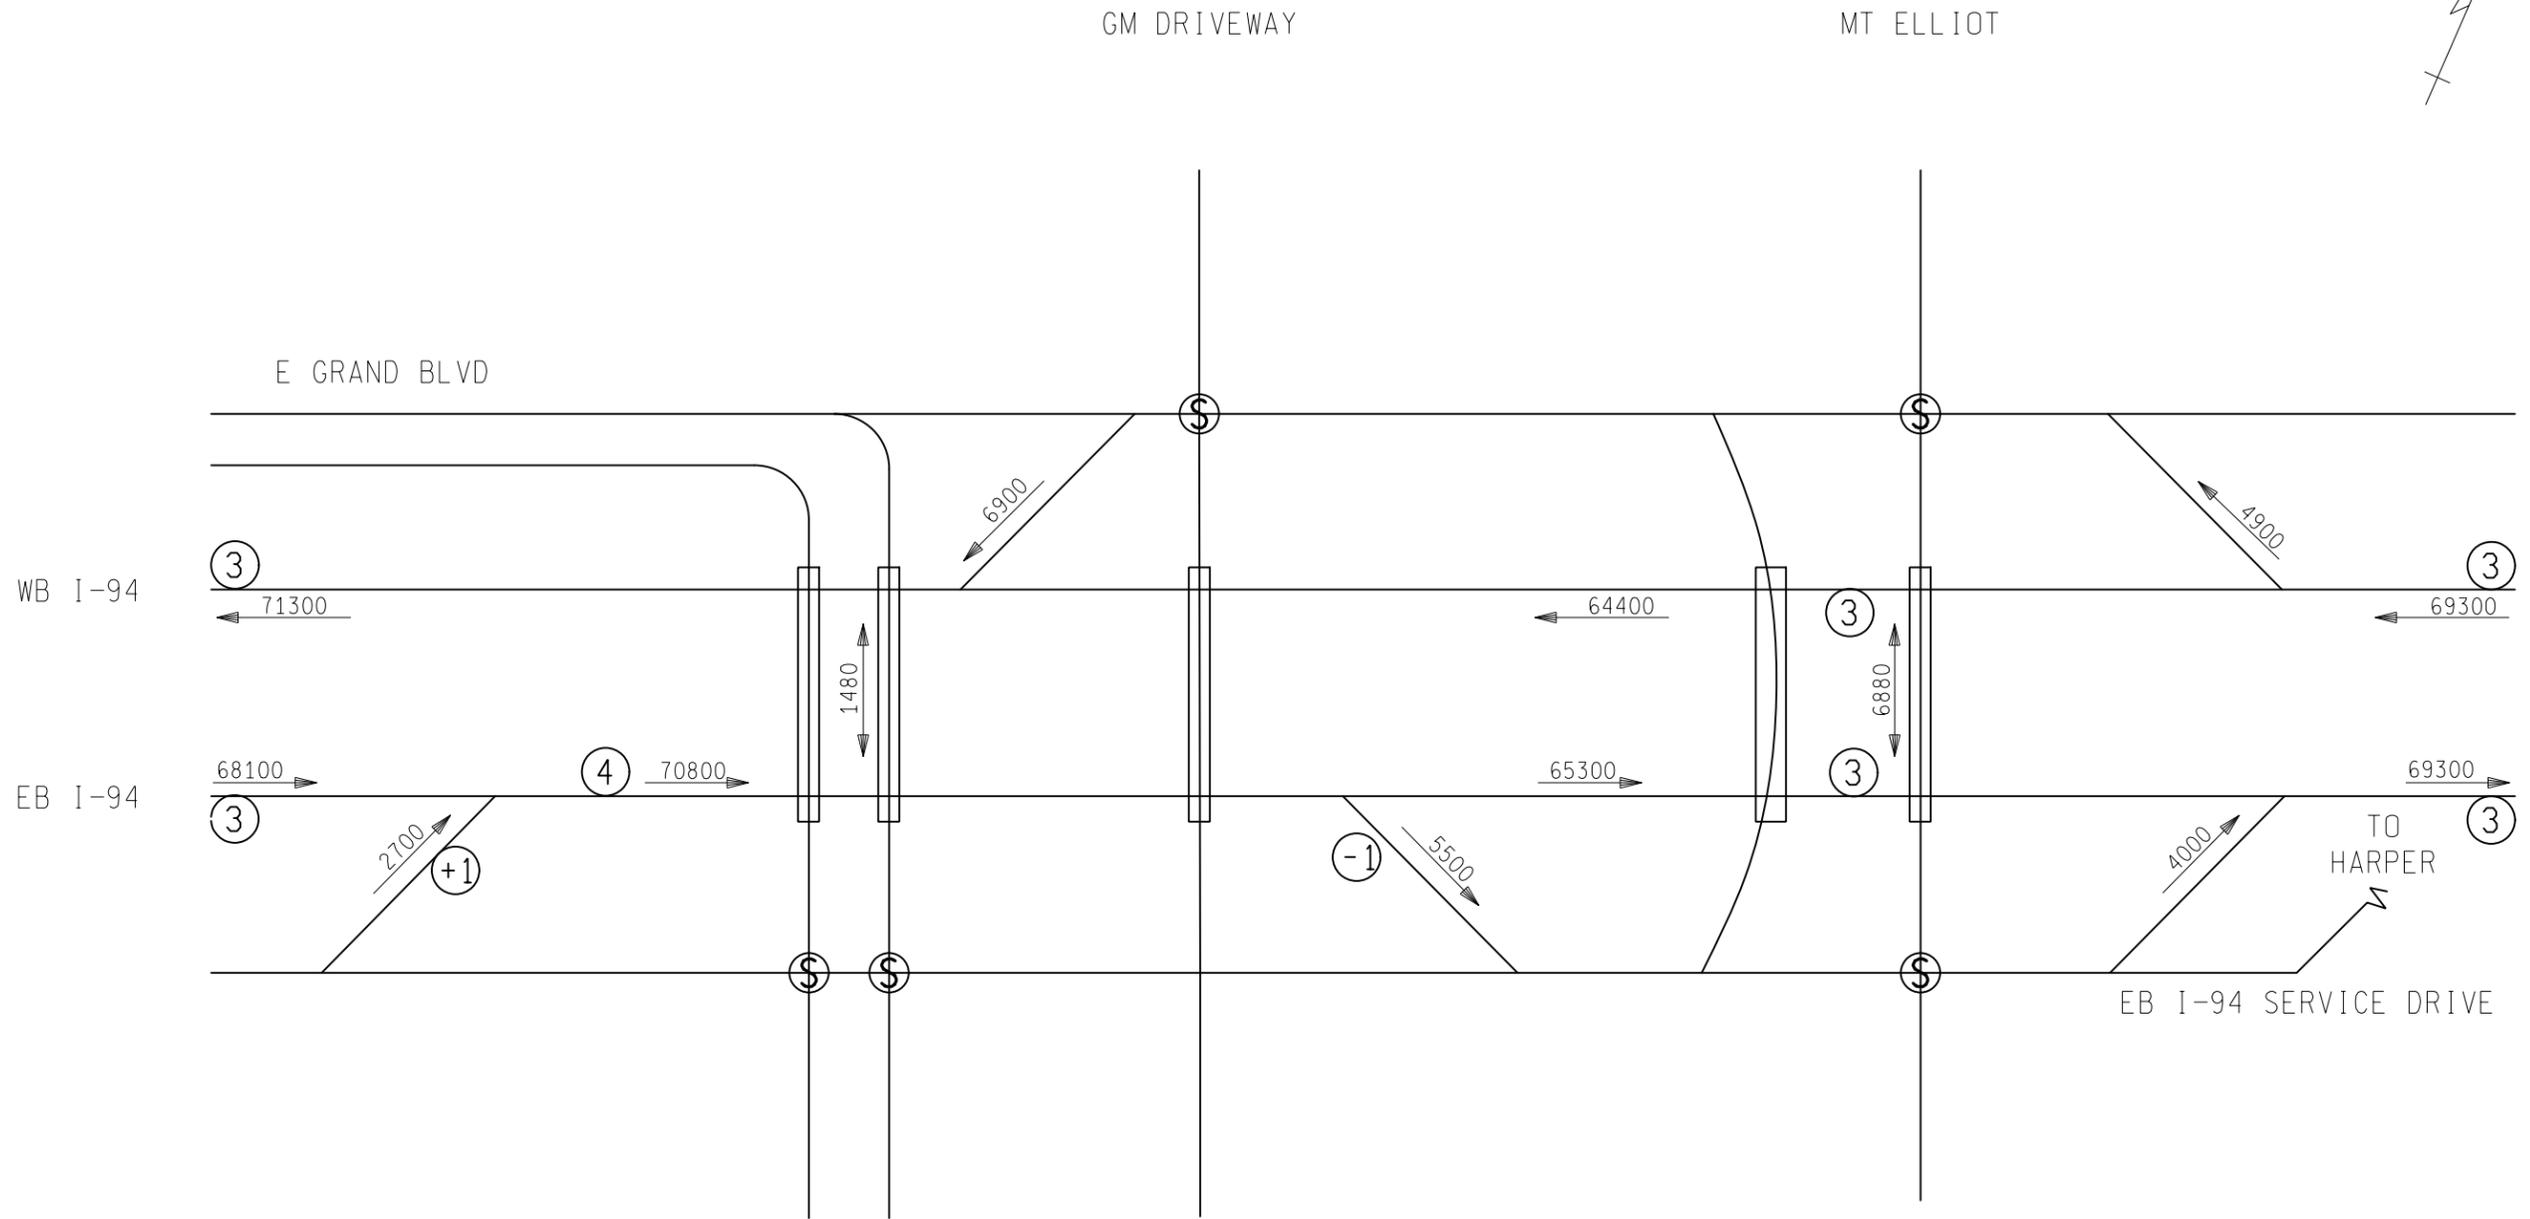 GM DRIVEWAY
MT ELLIOT
N
E GRAND BLVD
S
S
6900
4900
3
3
WB I-94
71300
64400
3
69300
1480
6880
68100
4
70800
65300
3
69300
EB I-94
3
3
2700
+1
-1
5500
4000
TO
HARPER
S
S
S
EB I-94 SERVICE DRIVE